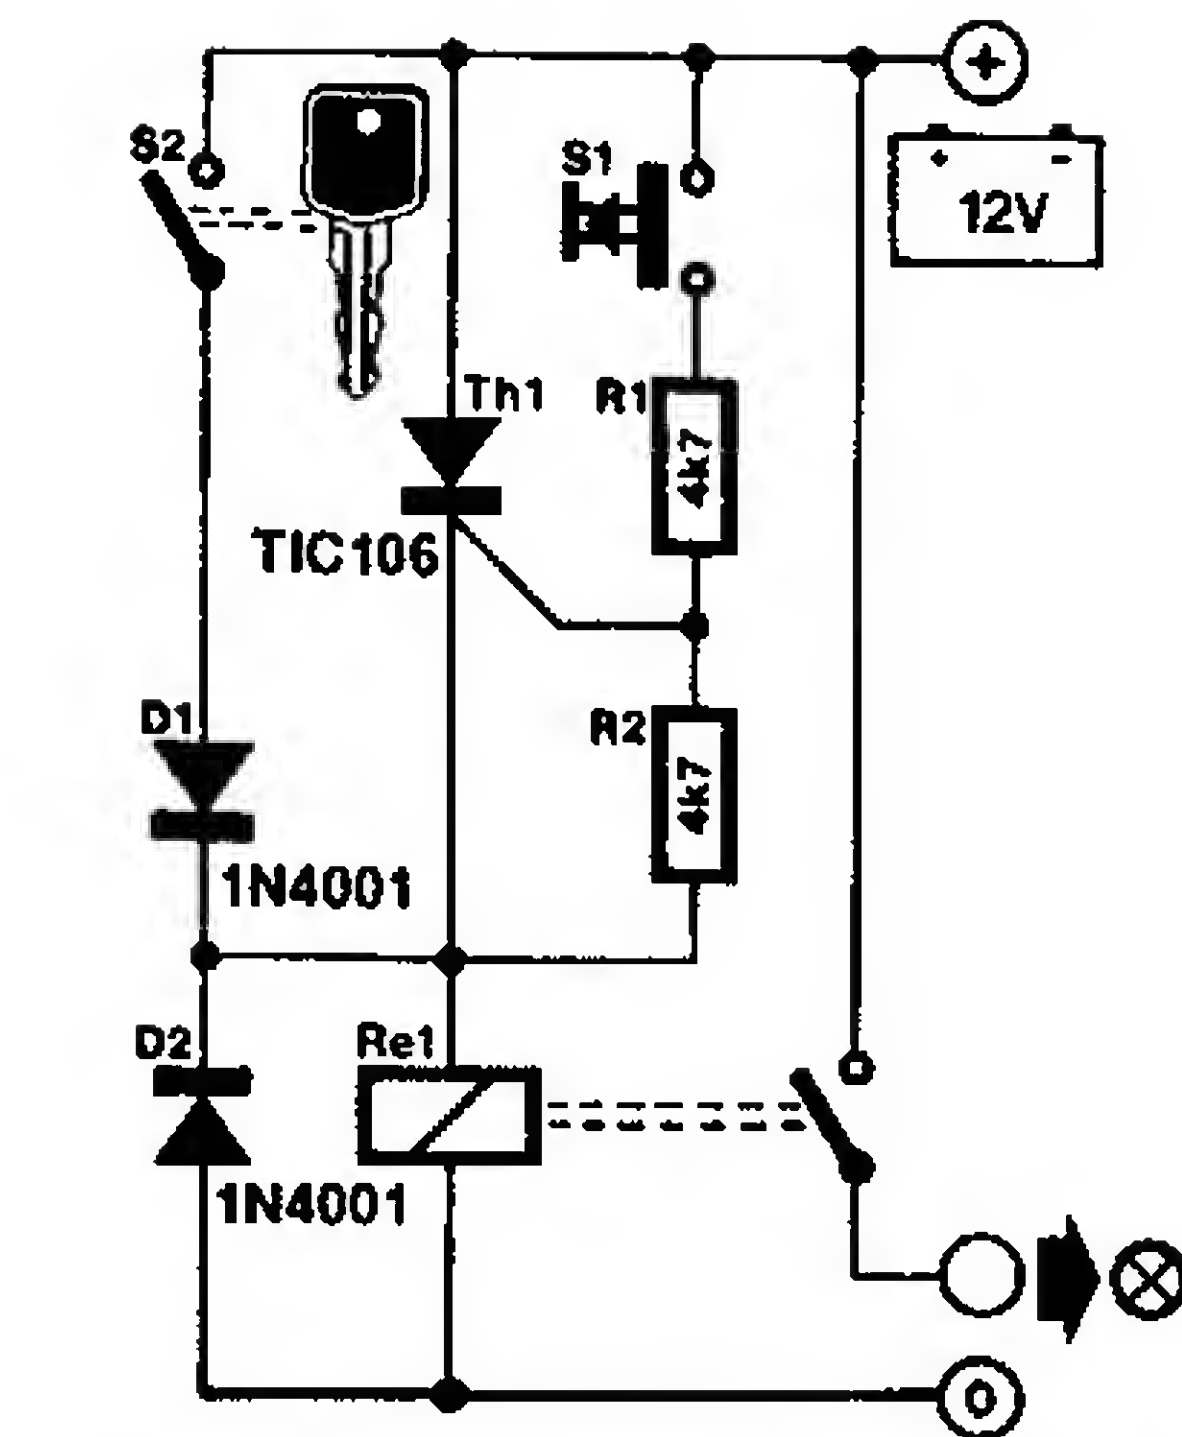 +
S2
S1
+ -
12V
Th1
R1
4k7
TIC106
D1
R2
4k7
1N4001
D2
Re1
1N4001
0